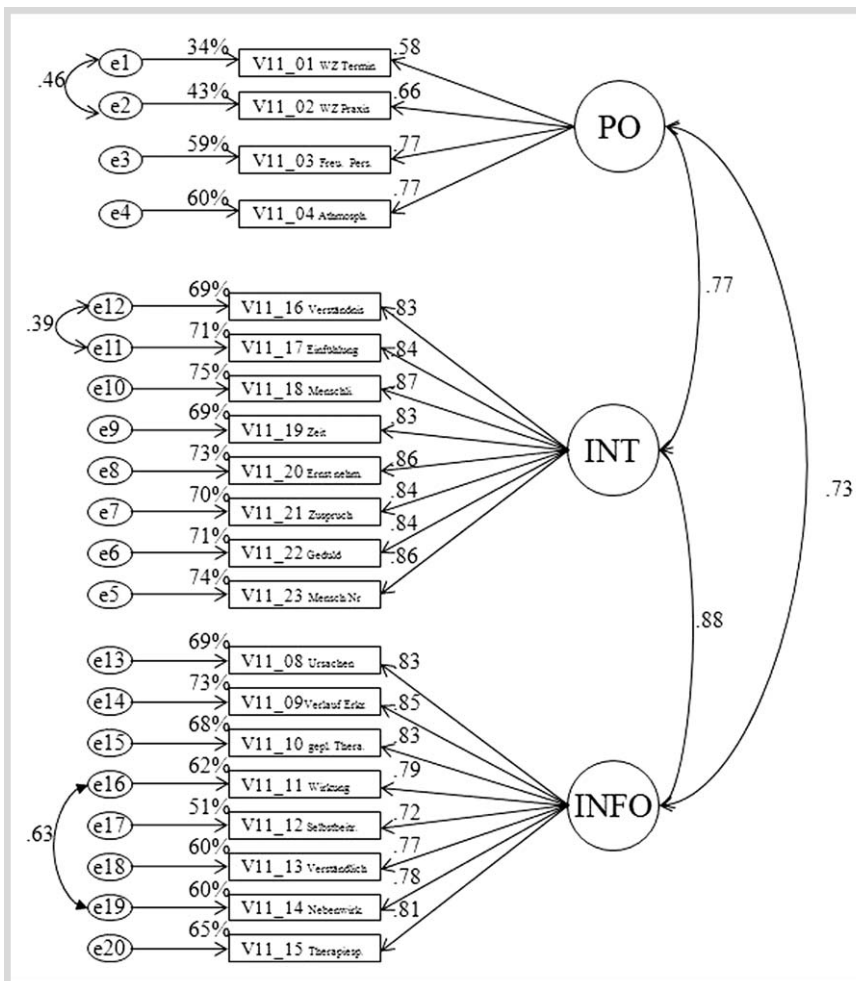 e1 34% V11_01 WZ Termin .58
.46
e2 43% V11_02 WZ Praxis .66
PO
e3 59% V11_03 Freu. Pers. .77
e4 60% V11_04 Athmosph. .77
.77
e12 69% V11_16 Verständnis .83
.39
e11 71% V11_17 Einfühlung .84
e10 75% V11_18 Menschli. .87
e9 69% V11_19 Zeit .83
INT
e8 73% V11_20 Ernst nehm. .86
.73
e7 70% V11_21 Zuspruch .84
e6 71% V11_22 Geduld .84
e5 74% V11_23 Mensch Nr .86
.88
e13 69% V11_08 Ursachen .83
e14 73% V11_09 Verlauf Erkr. .85
e15 68% V11_10 gepl. Thera. .83
e16 62% V11_11 Wirkung .79
INFO
e17 51% V11_12 Selbstbeitr. .72
.63
e18 60% V11_13 Verständlich .77
e19 60% V11_14 Nebenwirk. .78
e20 65% V11_15 Therapiesp. .81